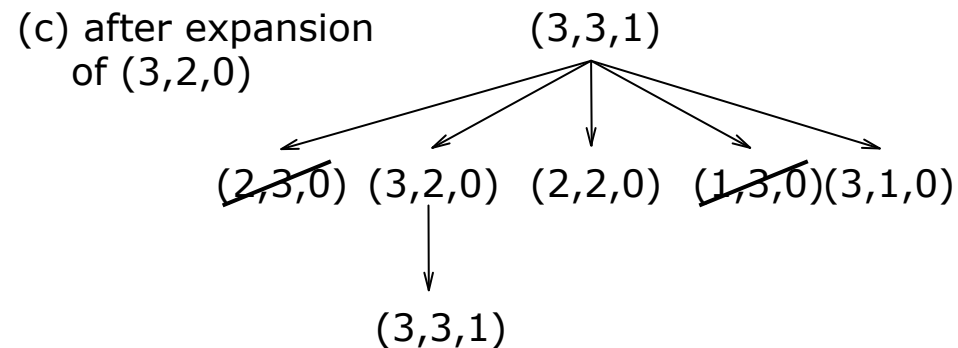 (c) after expansion
of (3,2,0)
(3,3,1)
(2,3,0) (3,2,0) (2,2,0) (1,3,0)(3,1,0)
(3,3,1)